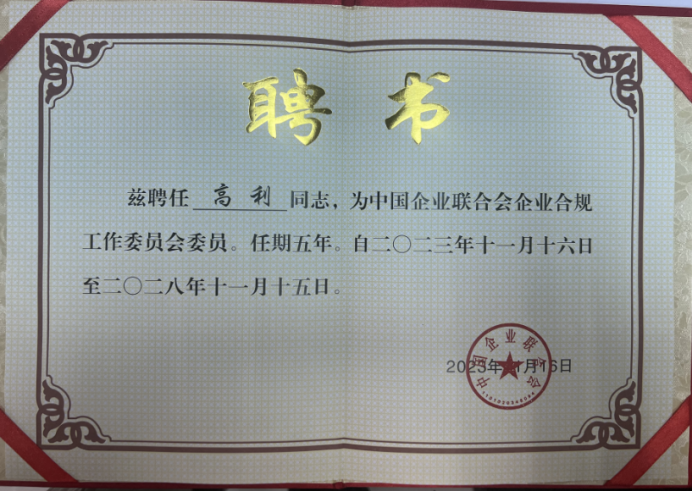 聘书
兹聘任 高利 同志，为中国企业联合会企业合规
工作委员会委员。任期五年。自二〇二三年十一月十六日
至二〇二八年十一月十五日。
中国企业联合会
2023年11月16日